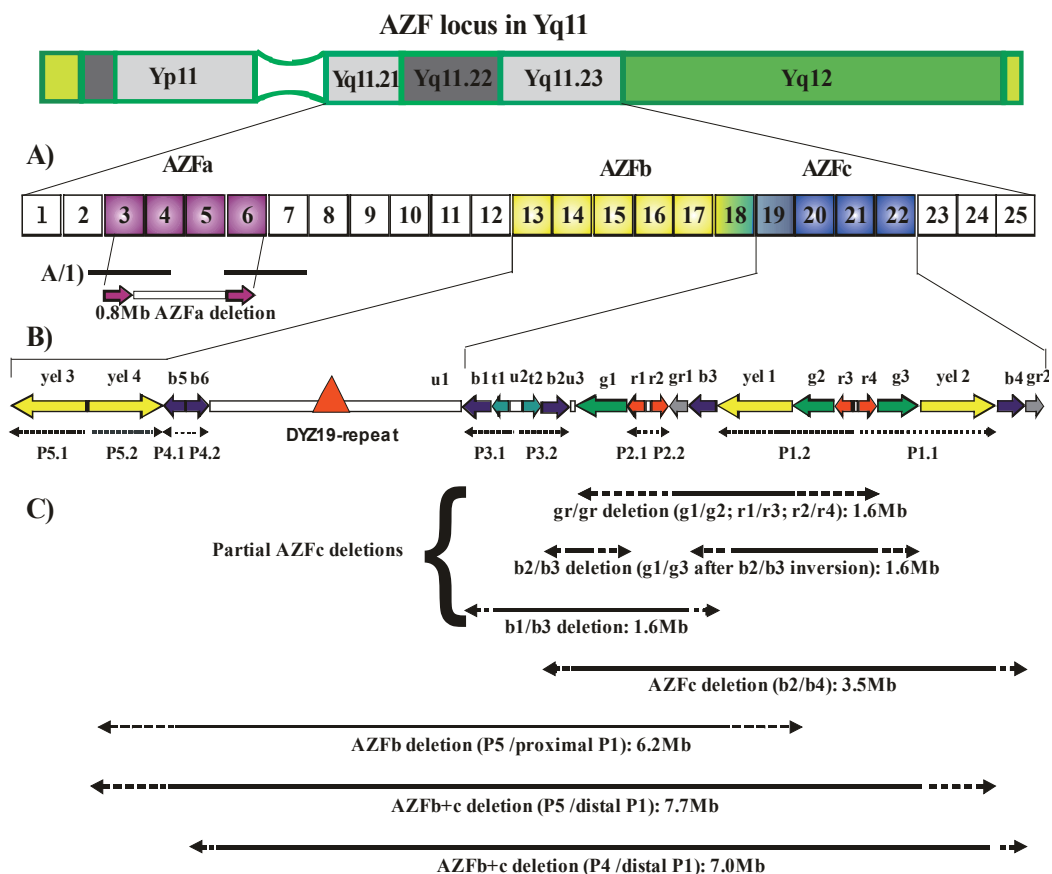 AZF locus in Yq11
Yp11 Yq11.21 Yq11.22 Yq11.23 Yq12
A)
AZFa AZFb AZFc
1 2 3 4 5 6 7 8 9 10 11 12 13 14 15 16 17 18 19 20 21 22 23 24 25
A/1)
0.8Mb AZFa deletion
B)
yel 3 yel 4 b5 b6 u1 b1 t1 u2 t2 b2 u3 g1 r1 r2 gr1 b3 yel 1 g2 r3 r4 g3 yel 2 b4 gr2
DYZ19-repeat
P5.1 P5.2 P4.1 P4.2 P3.1 P3.2 P2.1 P2.2 P1.2 P1.1
C)
gr/gr deletion (g1/g2; r1/r3; r2/r4): 1.6Mb
Partial AZFc deletions
b2/b3 deletion (g1/g3 after b2/b3 inversion): 1.6Mb
b1/b3 deletion: 1.6Mb
AZFc deletion (b2/b4): 3.5Mb
AZFb deletion (P5 /proximal P1): 6.2Mb
AZFb+c deletion (P5 /distal P1): 7.7Mb
AZFb+c deletion (P4 /distal P1): 7.0Mb